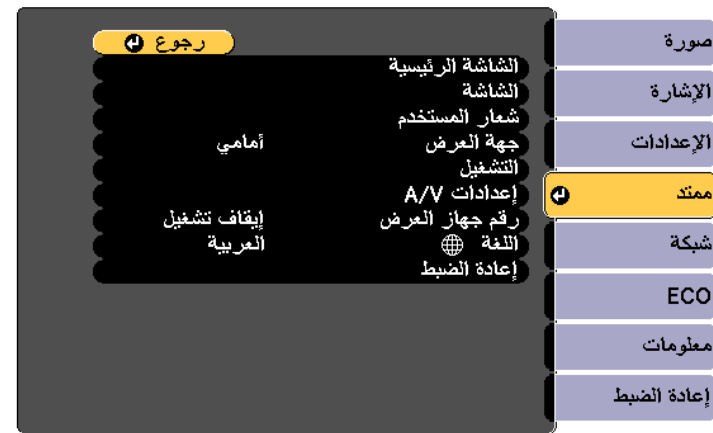 صورة
الإشارة
الإعدادات
ممتد
شبكة
ECO
معلومات
إعادة الضبط
رجوع
الشاشة الرئيسية
الشاشة
شعار المستخدم
جهة العرض أمامي
التشغيل
إعدادات A/V
رقم جهاز العرض إيقاف تشغيل
اللغة العربية
إعادة الضبط